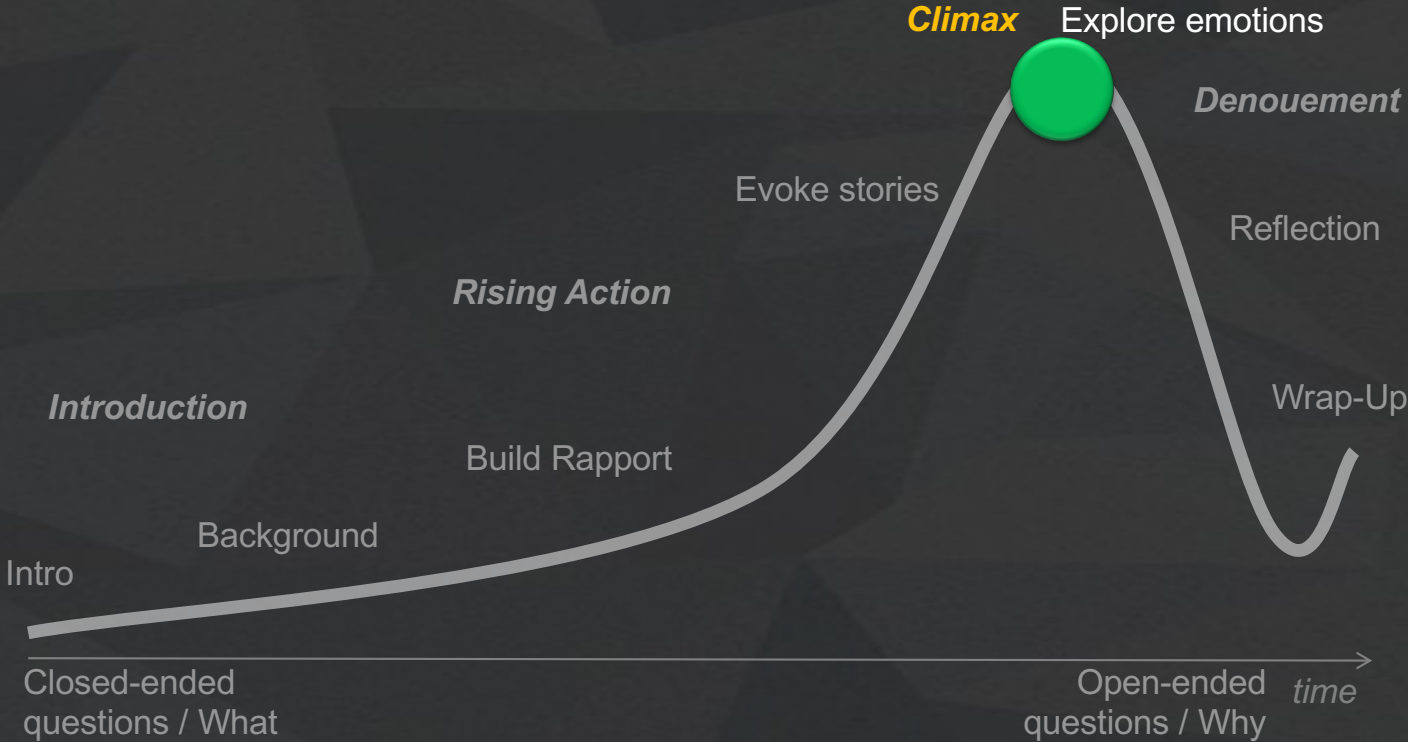 Climax Explore emotions
Denouement
Evoke stories
Reflection
Rising Action
Introduction
Wrap-Up
Build Rapport
Background
Intro
Closed-ended
questions / What
Open-ended
questions / Why
time